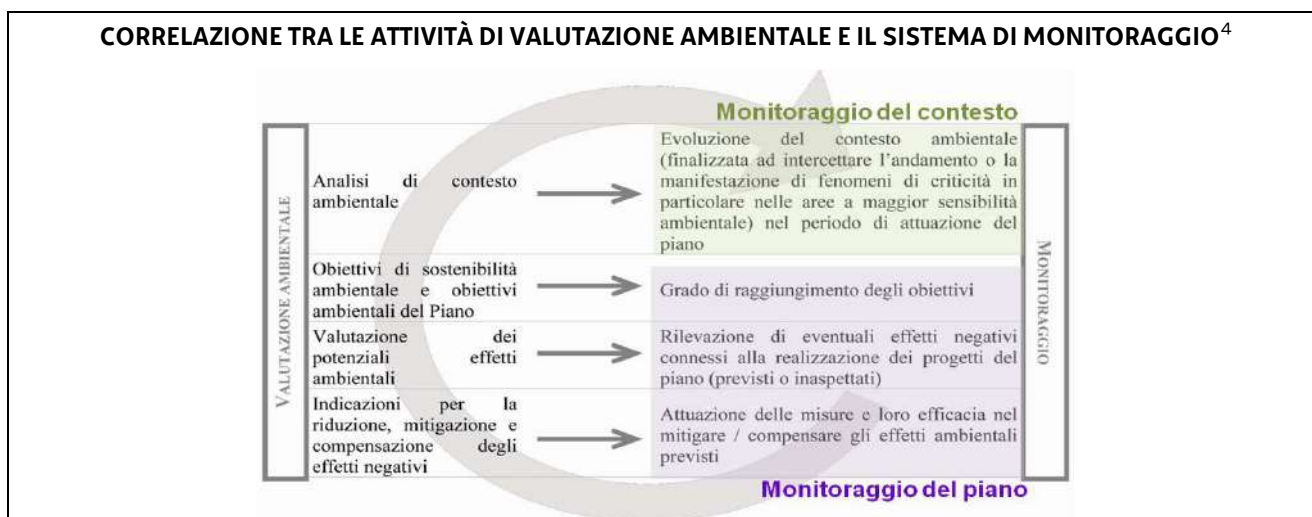 CORRELAZIONE TRA LE ATTIVITÀ DI VALUTAZIONE AMBIENTALE E IL SISTEMA DI MONITORAGGIO4
Monitoraggio del contesto
VALUTAZIONE AMBIENTALE
Analisi di contesto
ambientale
Evoluzione del contesto ambientale
(finalizzata ad intercettare l'andamento o la
manifestazione di fenomeni di criticità in
particolare nelle aree a maggior sensibilità
ambientale) nel periodo di attuazione del
piano
Obiettivi di sostenibilità
ambientale e obiettivi
ambientali del Piano
Grado di raggiungimento degli obiettivi
Valutazione dei
potenziali effetti
ambientali
Rilevazione di eventuali effetti negativi
connessi alla realizzazione dei progetti del
piano (previsti o inaspettati)
Indicazioni per la
riduzione, mitigazione e
compensazione degli
effetti negativi
Attuazione delle misure e loro efficacia nel
mitigare / compensare gli effetti ambientali
previsti
MONITORAGGIO
Monitoraggio del piano